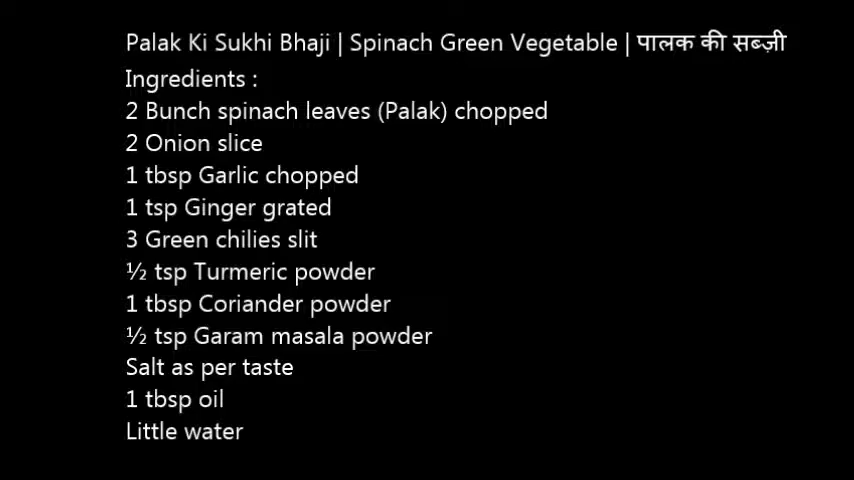 Palak Ki Sukhi Bhaji | Spinach Green Vegetable | पालक की सब्ज़ी
Ingredients :
2 Bunch spinach leaves (Palak) chopped
2 Onion slice
1 tbsp Garlic chopped
1 tsp Ginger grated
3 Green chilies slit
½ tsp Turmeric powder
1 tbsp Coriander powder
½ tsp Garam masala powder
Salt as per taste
1 tbsp oil
Little water